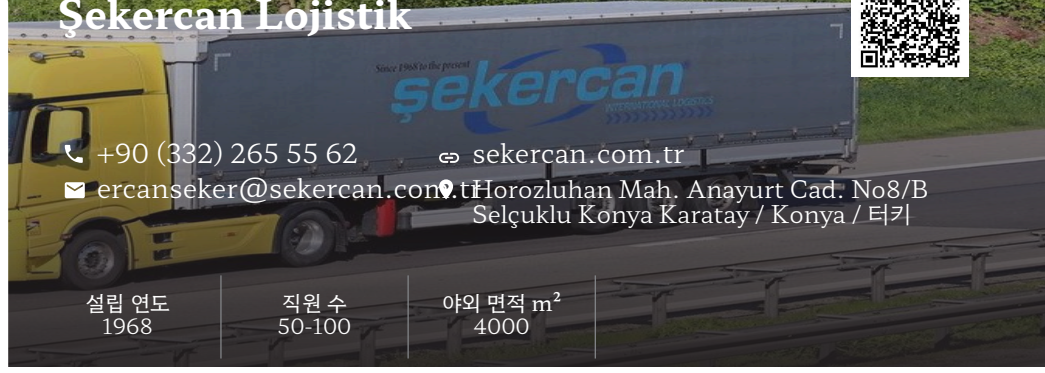 Şekercan Lojistik
Since 1968 to the present
şekercan
INTERNATIONAL LOGISTICS
+90 (332) 265 55 62
sekercan.com.tr
ercanseker@sekercan.com.tr
Horozluhan Mah. Anayurt Cad. No8/B
Selçuklu Konya Karatay / Konya / 터키
설립 연도
1968
직원 수
50-100
야외 면적 m²
4000